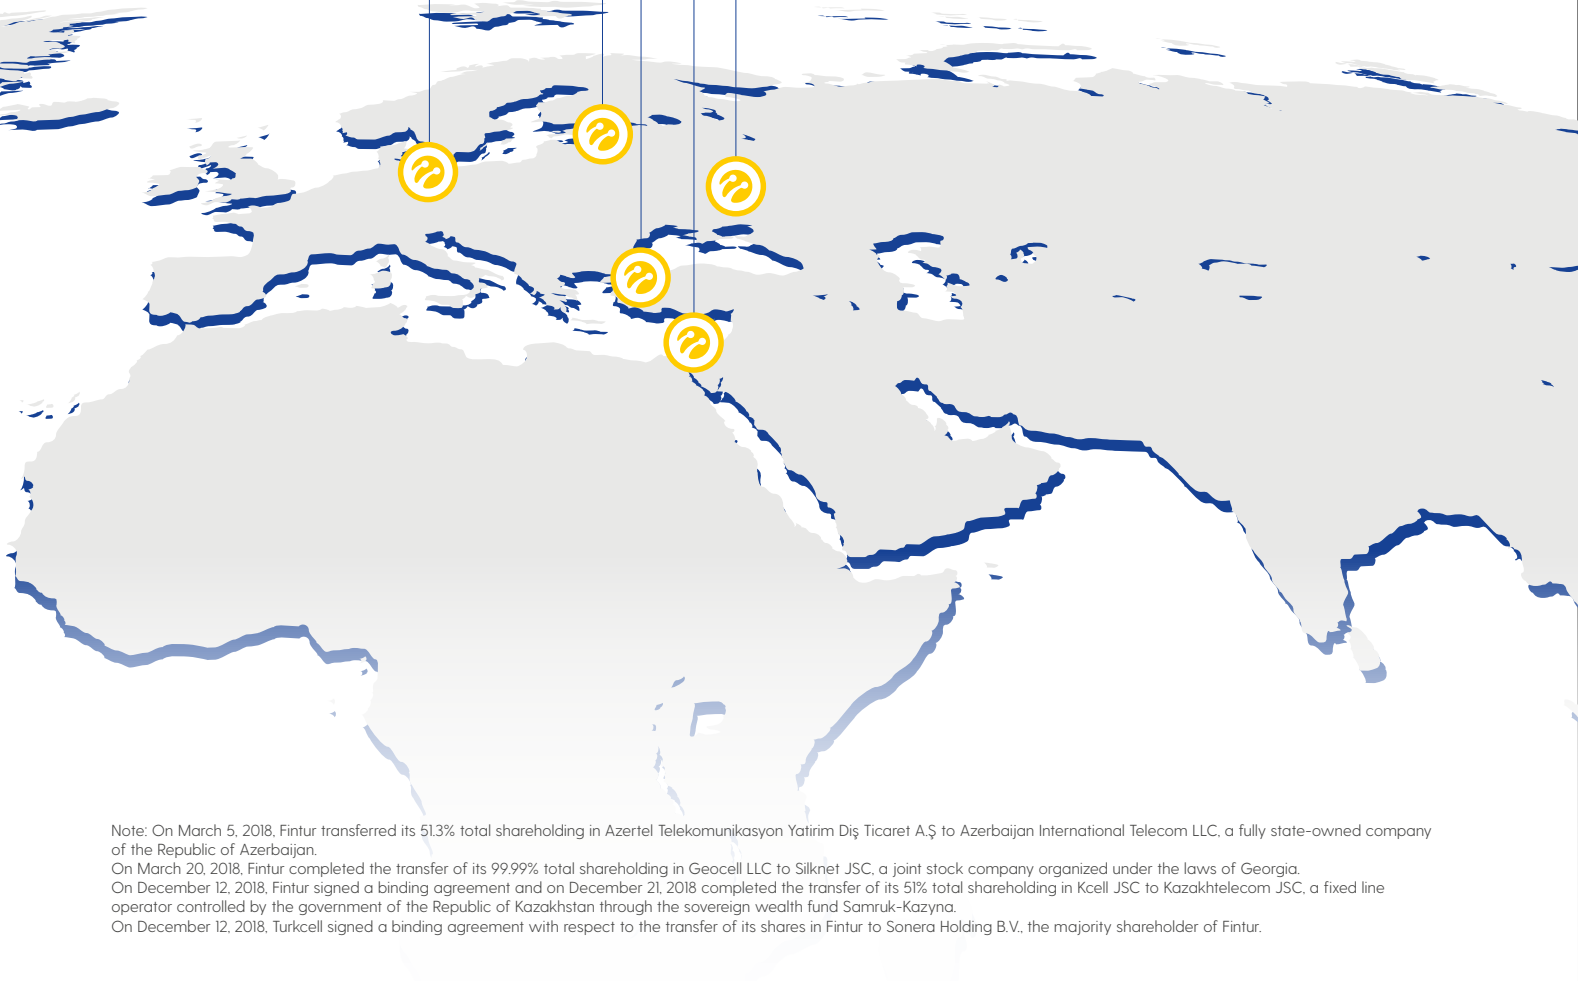 Note: On March 5, 2018, Fintur transferred its 51.3% total shareholding in Azertel Telekomunikasyon Yatirim Diş Ticaret A.Ş to Azerbaijan International Telecom LLC, a fully state-owned company
of the Republic of Azerbaijan.
On March 20, 2018, Fintur completed the transfer of its 99.99% total shareholding in Geocell LLC to Silknet JSC, a joint stock company organized under the laws of Georgia.
On December 12, 2018, Fintur signed a binding agreement and on December 21, 2018 completed the transfer of its 51% total shareholding in Kcell JSC to Kazakhtelecom JSC, a fixed line
operator controlled by the government of the Republic of Kazakhstan through the sovereign wealth fund Samruk-Kazyna.
On December 12, 2018, Turkcell signed a binding agreement with respect to the transfer of its shares in Fintur to Sonera Holding B.V., the majority shareholder of Fintur.